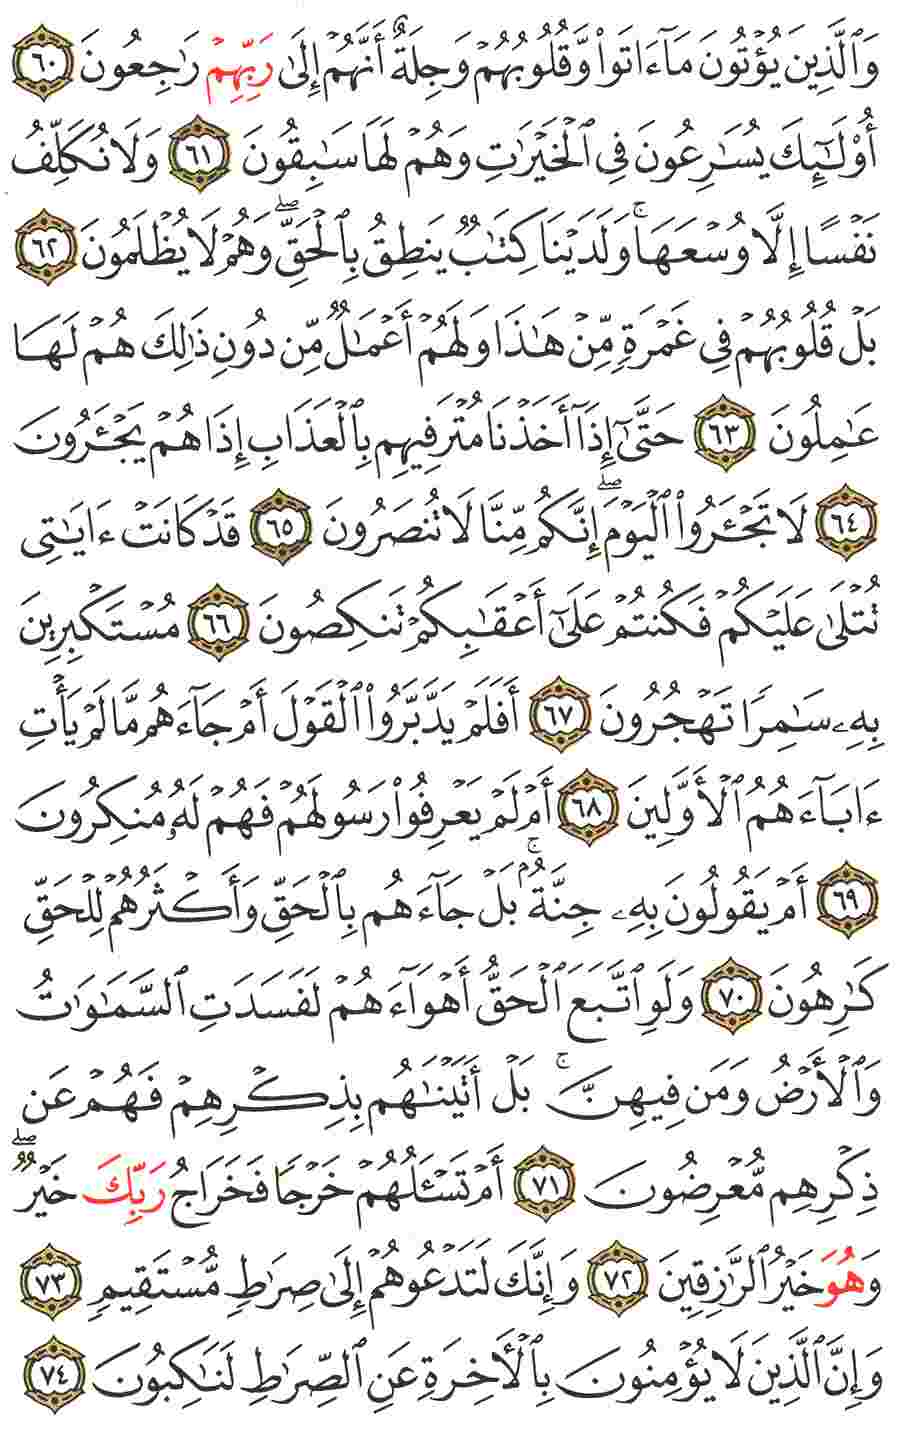 وَٱلَّذِينَ يُؤْتُونَ مَآ ءَاتَوا۟ وَّقُلُوبُهُمْ وَجِلَةٌ أَنَّهُمْ إِلَىٰ رَبِّهِمْ رَٰجِعُونَ ٦٠
أُو۟لَـٰٓئِكَ يُسَـٰرِعُونَ فِى ٱلْخَيْرَٰتِ وَهُمْ لَهَا سَـٰبِقُونَ ٦١ وَلَا نُكَلِّفُ
نَفْسًا إِلَّا وُسْعَهَا ۚ وَلَدَيْنَا كِتَـٰبٌ يَنطِقُ بِٱلْحَقِّ ۖ وَهُمْ لَا يُظْلَمُونَ ٦٢
بَلْ قُلُوبُهُمْ فِى غَمْرَةٍ مِّنْ هَـٰذَا وَلَهُمْ أَعْمَـٰلٌ مِّن دُونِ ذَٰلِكَ هُمْ لَهَا
عَـٰمِلُونَ ٦٣ حَتَّىٰٓ إِذَآ أَخَذْنَا مُتْرَفِيهِم بِٱلْعَذَابِ إِذَا هُمْ يَجْـَٔرُونَ
٦٤ لَا تَجْـَٔرُوا۟ ٱلْيَوْمَ ۖ إِنَّكُم مِّنَّا لَا تُنصَرُونَ ٦٥ قَدْ كَانَتْ ءَايَـٰتِى
تُتْلَىٰ عَلَيْكُمْ فَكُنتُمْ عَلَىٰٓ أَعْقَـٰبِكُمْ تَنكِصُونَ ٦٦ مُسْتَكْبِرِينَ
بِهِۦ سَـٰمِرًا تَهْجُرُونَ ٦٧ أَفَلَمْ يَدَّبَّرُوا۟ ٱلْقَوْلَ أَمْ جَآءَهُم مَّا لَمْ يَأْتِ
ءَابَآءَهُمُ ٱلْأَوَّلِينَ ٦٨ أَمْ لَمْ يَعْرِفُوا۟ رَسُولَهُمْ فَهُمْ لَهُۥ مُنكِرُونَ
٦٩ أَمْ يَقُولُونَ بِهِۦ جِنَّةٌۢ ۚ بَلْ جَآءَهُم بِٱلْحَقِّ وَأَكْثَرُهُمْ لِلْحَقِّ
كَـٰرِهُونَ ٧٠ وَلَوِ ٱتَّبَعَ ٱلْحَقُّ أَهْوَآءَهُمْ لَفَسَدَتِ ٱلسَّمَـٰوَٰتُ
وَٱلْأَرْضُ وَمَن فِيهِنَّ ۚ بَلْ أَتَيْنَـٰهُم بِذِكْرِهِمْ فَهُمْ عَن
ذِكْرِهِم مُّعْرِضُونَ ٧١ أَمْ تَسْـَٔلُهُمْ خَرْجًا فَخَرَاجُ رَبِّكَ خَيْرٌ ۖ
وَهُوَ خَيْرُ ٱلرَّٰزِقِينَ ٧٢ وَإِنَّكَ لَتَدْعُوهُمْ إِلَىٰ صِرَٰطٍ مُّسْتَقِيمٍ ٧٣
وَإِنَّ ٱلَّذِينَ لَا يُؤْمِنُونَ بِٱلْأَخِرَةِ عَنِ ٱلصِّرَٰطِ لَنَـٰكِبُونَ ٧٤